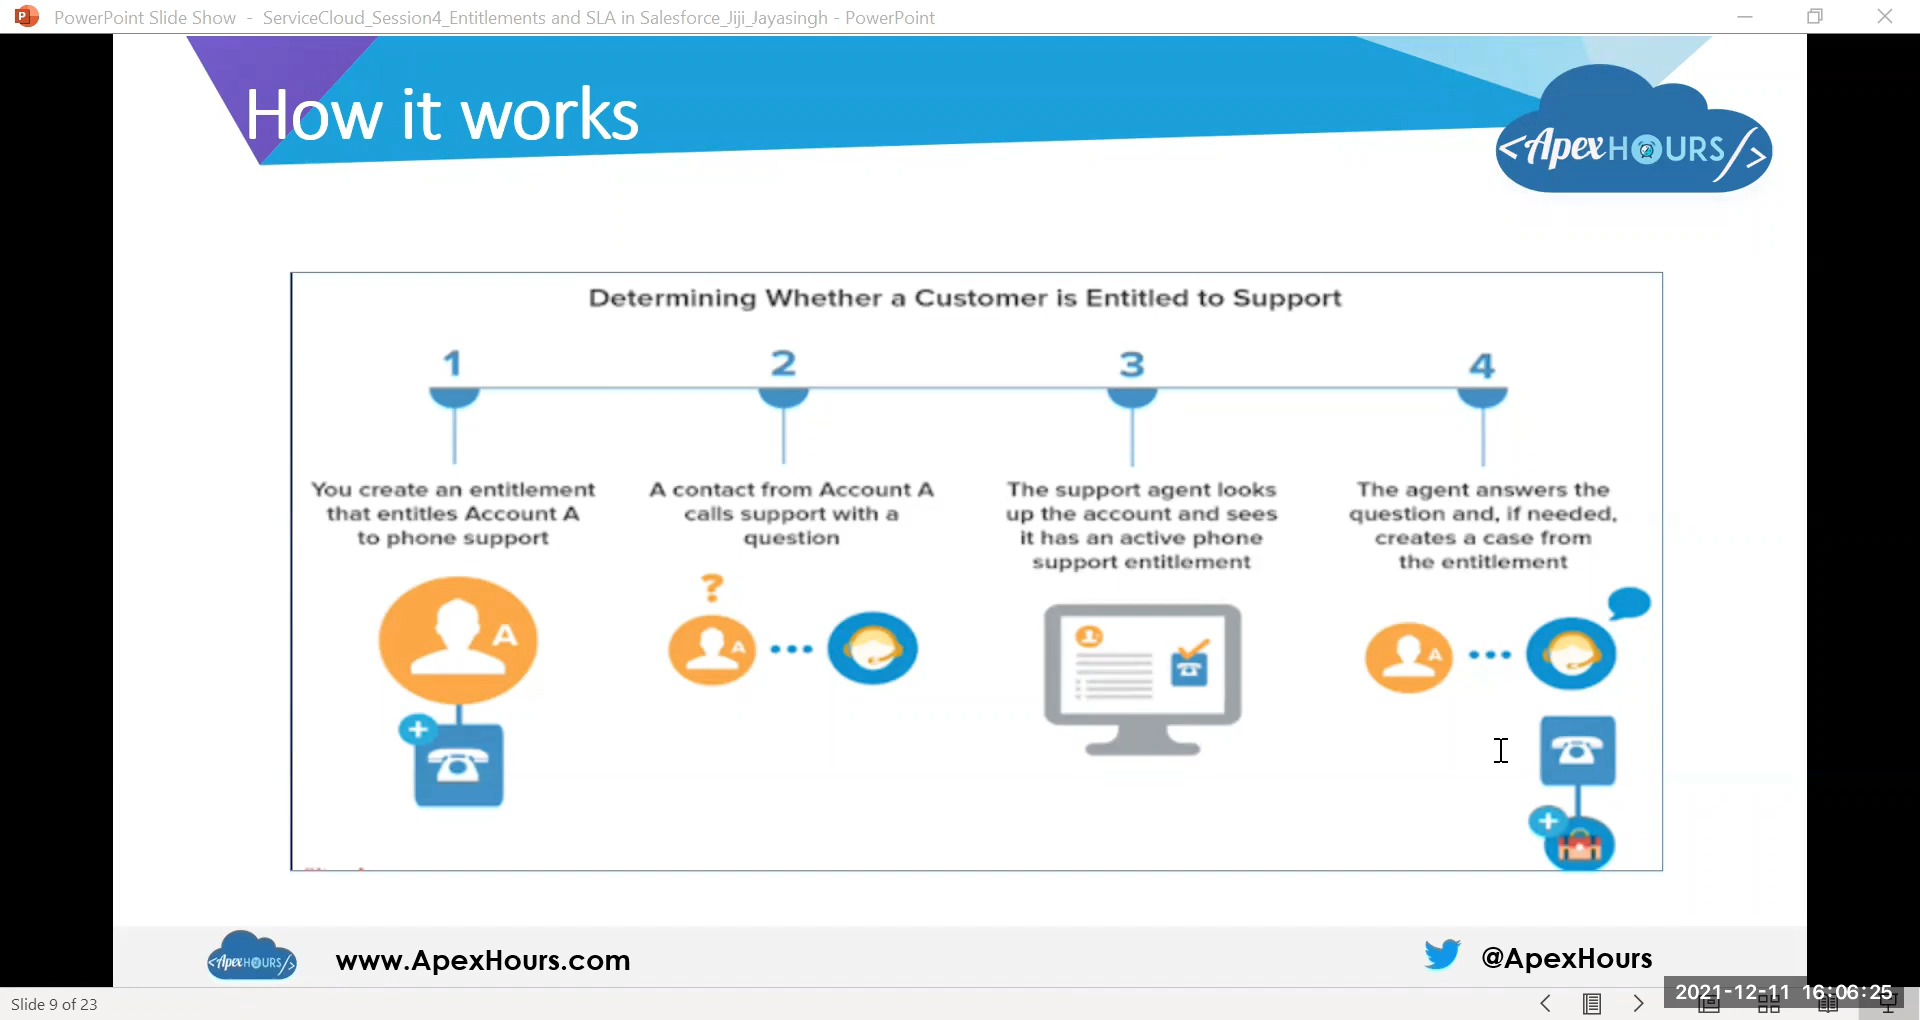 PowerPoint Slide Show - ServiceCloud_Session4_Entitlements and SLA in Salesforce_Jiji_Jayasingh - PowerPoint
How it works
<ApexHOURS/>
Determining Whether a Customer is Entitled to Support
1
2
3
4
You create an entitlement
that entitles Account A
to phone support
A contact from Account A
calls support with a
question
The support agent looks
up the account and sees
it has an active phone
support entitlement
The agent answers the
question and, if needed,
creates a case from
the entitlement
A
?
A
A
<ApexHOURS/>
www.ApexHours.com
@ApexHours
Slide 9 of 23
2021-12-11 16:06:25